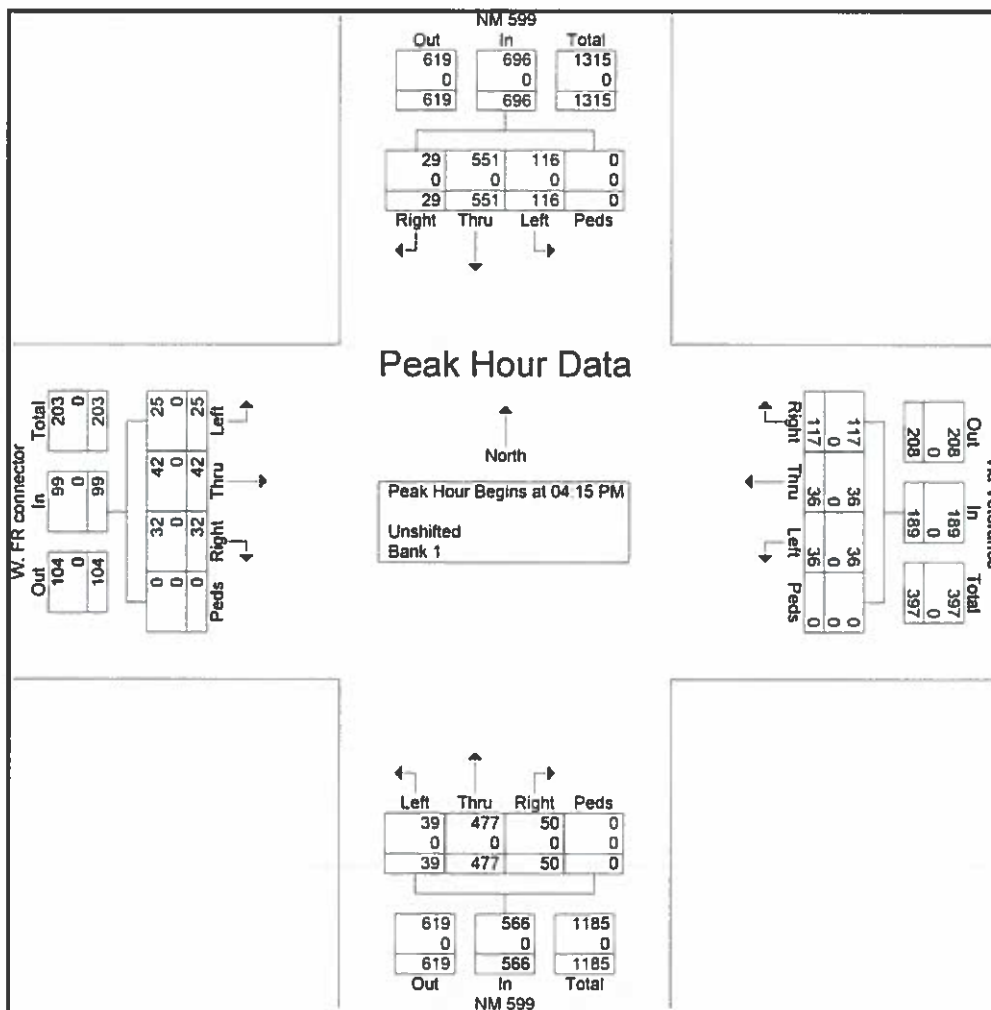 NM 599
Out In Total
619 696 1315
0 0 0
619 696 1315
29 551 116 0
0 0 0 0
29 551 116 0
Right Thru Left Peds
Peak Hour Data
North
Peak Hour Begins at 04:15 PM
Unshifted
Bank 1
W. FR connector
Out In Total
104 99 203
0 0 0
104 99 203
0 32 42 25
0 0 0 0
0 32 42 25
Peds Right Thru Left
Out In Total
208 189 397
0 0 0
208 189 397
117 36 36 0
0 0 0 0
117 36 36 0
Right Thru Left Peds
Left Thru Right Peds
39 477 50 0
0 0 0 0
39 477 50 0
619 566 1185
0 0 0
619 566 1185
Out In Total
NM 599